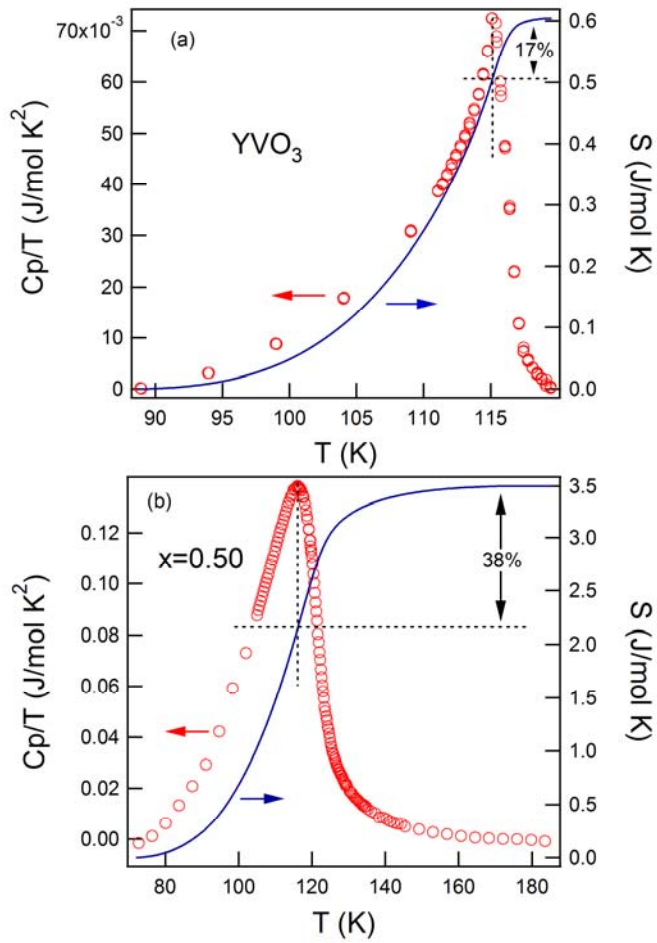 (a)
70x10⁻³
60
50
40
30
20
10
0
Cp/T (J/mol K²)
YVO₃
17%
0.6
0.5
0.4
0.3
0.2
0.1
0.0
S (J/mol K)
90 95 100 105 110 115
T (K)
(b)
x=0.50
0.12
0.10
0.08
0.06
0.04
0.02
0.00
Cp/T (J/mol K²)
38%
3.5
3.0
2.5
2.0
1.5
1.0
0.5
0.0
S (J/mol K)
80 100 120 140 160 180
T (K)